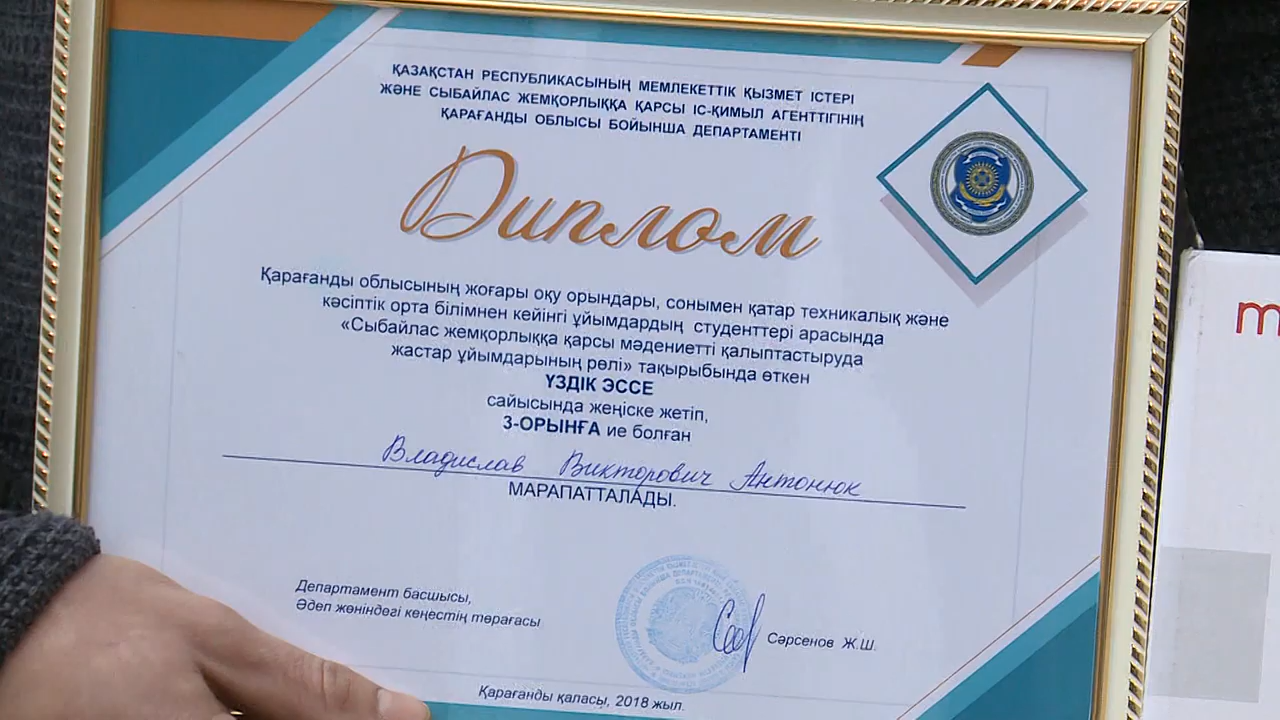 ҚАЗАҚСТАН РЕСПУБЛИКАСЫНЫҢ МЕМЛЕКЕТТІК ҚЫЗМЕТ ІСТЕРІ
ЖӘНЕ СЫБАЙЛАС ЖЕМҚОРЛЫҚҚА ҚАРСЫ ІС-ҚИМЫЛ АГЕНТТІГІНІҢ
ҚАРАҒАНДЫ ОБЛЫСЫ БОЙЫНША ДЕПАРТАМЕНТІ
Диплом
Қарағанды облысының жоғары оқу орындары, сонымен қатар техникалық және
кәсіптік орта білімнен кейінгі ұйымдардың студенттері арасында
«Сыбайлас жемқорлыққа қарсы мәдениетті қалыптастыруда
жастар ұйымдарының рөлі» тақырыбында өткен
ҮЗДІК ЭССЕ
сайысында жеңіске жетіп,
3-ОРЫНҒА ие болған
Владислав Викторович Антонюк
МАРАПАТТАЛАДЫ.
Департамент басшысы,
Әдеп жөніндегі кеңестің төрағасы
Сәрсенов Ж.Ш.
Қарағанды қаласы, 2018 жыл.